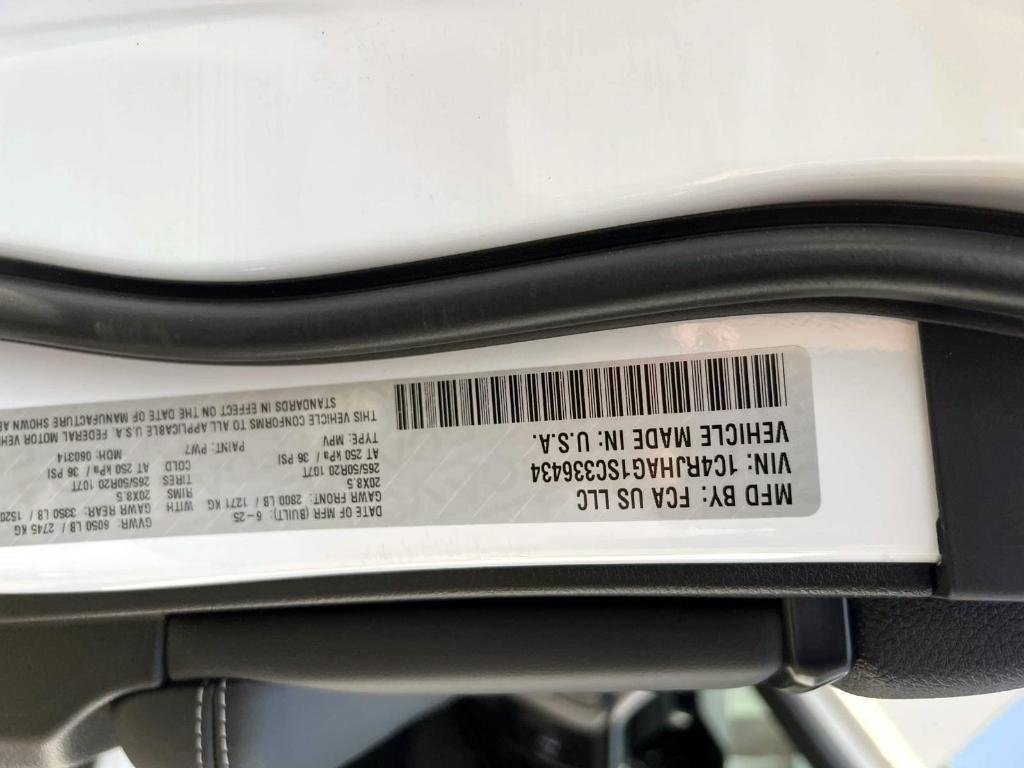 MFD BY: FCA US LLC
VIN: 1C4RJHAG1SC336434
VEHICLE MADE IN: U.S.A.
DATE OF MFR (BUILT): 6-25 GVWR: 6050 LB / 2745 KG
GAWR FRONT: 2800 LB / 1271 KG WITH GAWR REAR: 3350 LB / 1520
20X8.5 RIMS 20X8.5
265/50R20 107T TIRES 265/50R20 107T
AT 250 kPa / 36 PSI COLD AT 250 kPa / 36 PSI
TYPE: MPV PAINT: PW7 MDH: 060314
THIS VEHICLE CONFORMS TO ALL APPLICABLE U.S.A. FEDERAL MOTOR
STANDARDS IN EFFECT ON THE DATE OF MANUFACTURE SHOWN